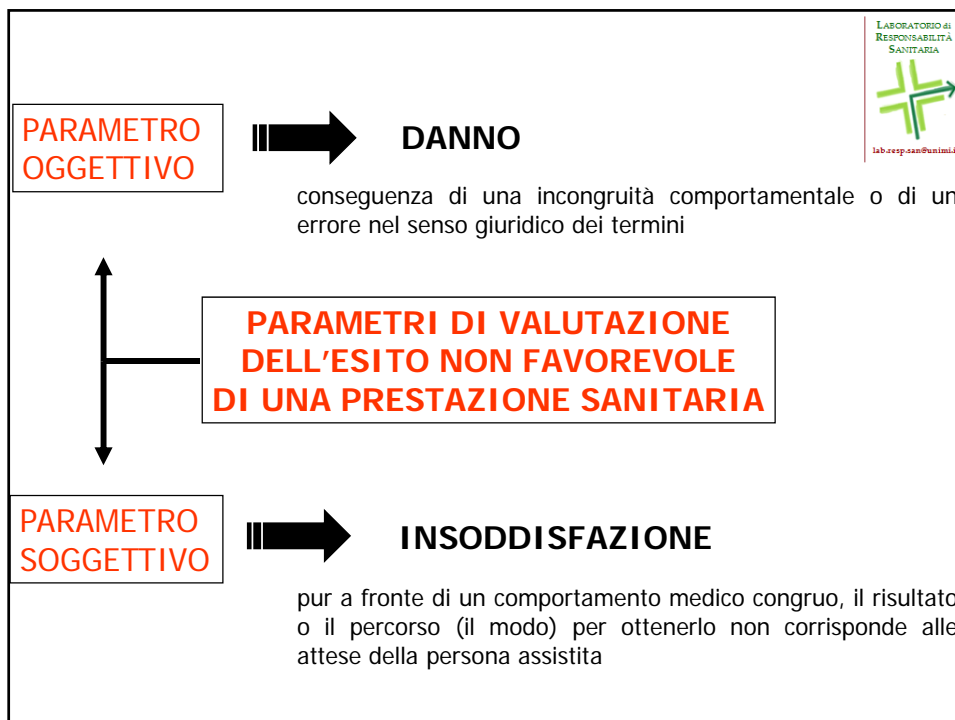 LABORATORIO di
RESPONSABILITÀ
SANITARIA
lab.resp.san@unimi.i
PARAMETRO
OGGETTIVO
DANNO
conseguenza di una incongruità comportamentale o di un
errore nel senso giuridico dei termini
PARAMETRI DI VALUTAZIONE
DELL'ESITO NON FAVOREVOLE
DI UNA PRESTAZIONE SANITARIA
PARAMETRO
SOGGETTIVO
INSODDISFAZIONE
pur a fronte di un comportamento medico congruo, il risultato
o il percorso (il modo) per ottenerlo non corrisponde alle
attese della persona assistita